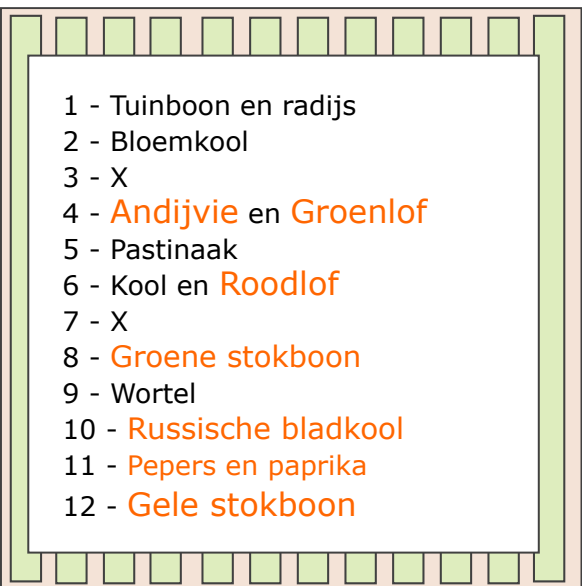 1 - Tuinboon en radijs
2 - Bloemkool
3 - X
4 - Andijvie en Groenlof
5 - Pastinaak
6 - Kool en Roodlof
7 - X
8 - Groene stokboon
9 - Wortel
10 - Russische bladkool
11 - Pepers en paprika
12 - Gele stokboon